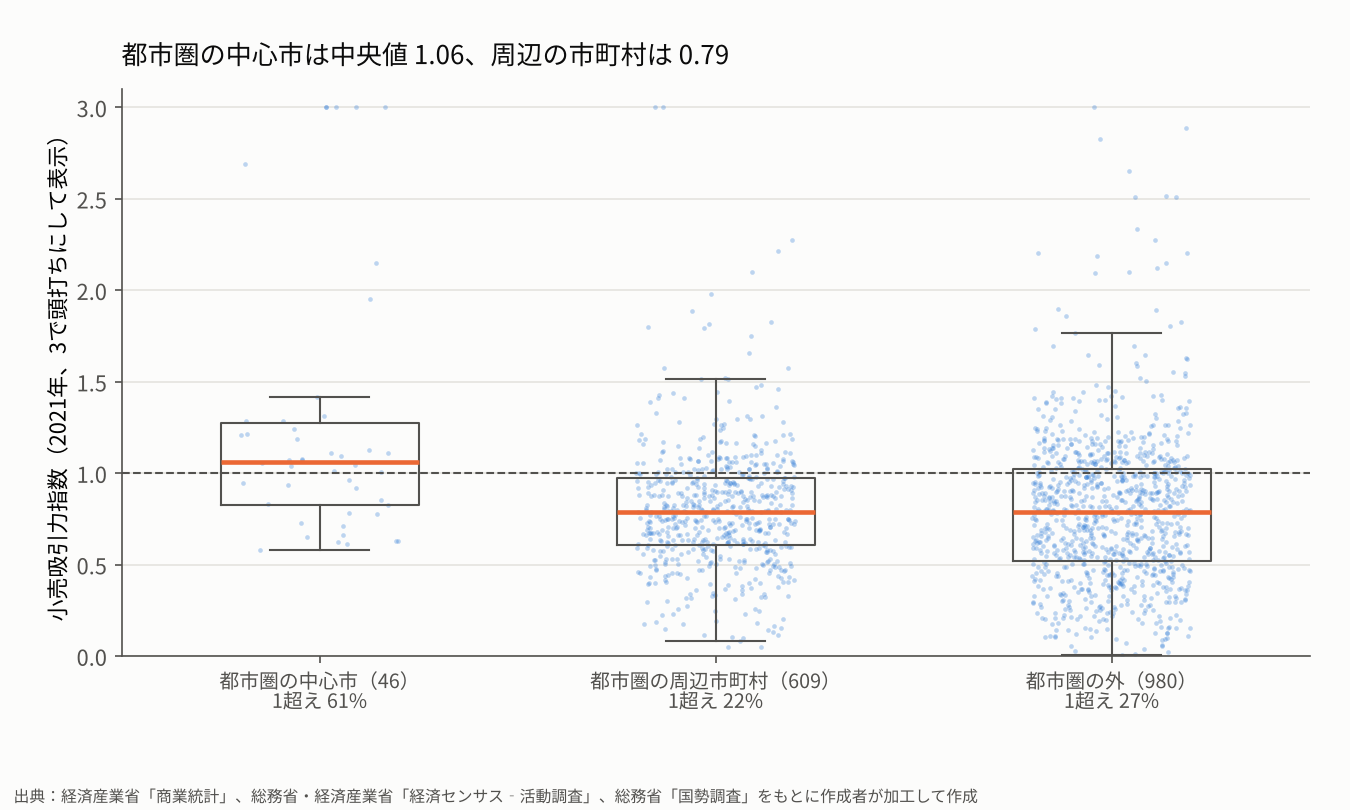 都市圏の中心市は中央値 1.06、周辺の市町村は 0.79
小売吸引力指数（2021年、3で頭打ちにして表示）
3.0
2.5
2.0
1.5
1.0
0.5
0.0
都市圏の中心市（46）
1超え 61%
都市圏の周辺市町村（609）
1超え 22%
都市圏の外（980）
1超え 27%
出典：経済産業省「商業統計」、総務省・経済産業省「経済センサス‐活動調査」、総務省「国勢調査」をもとに作成者が加工して作成